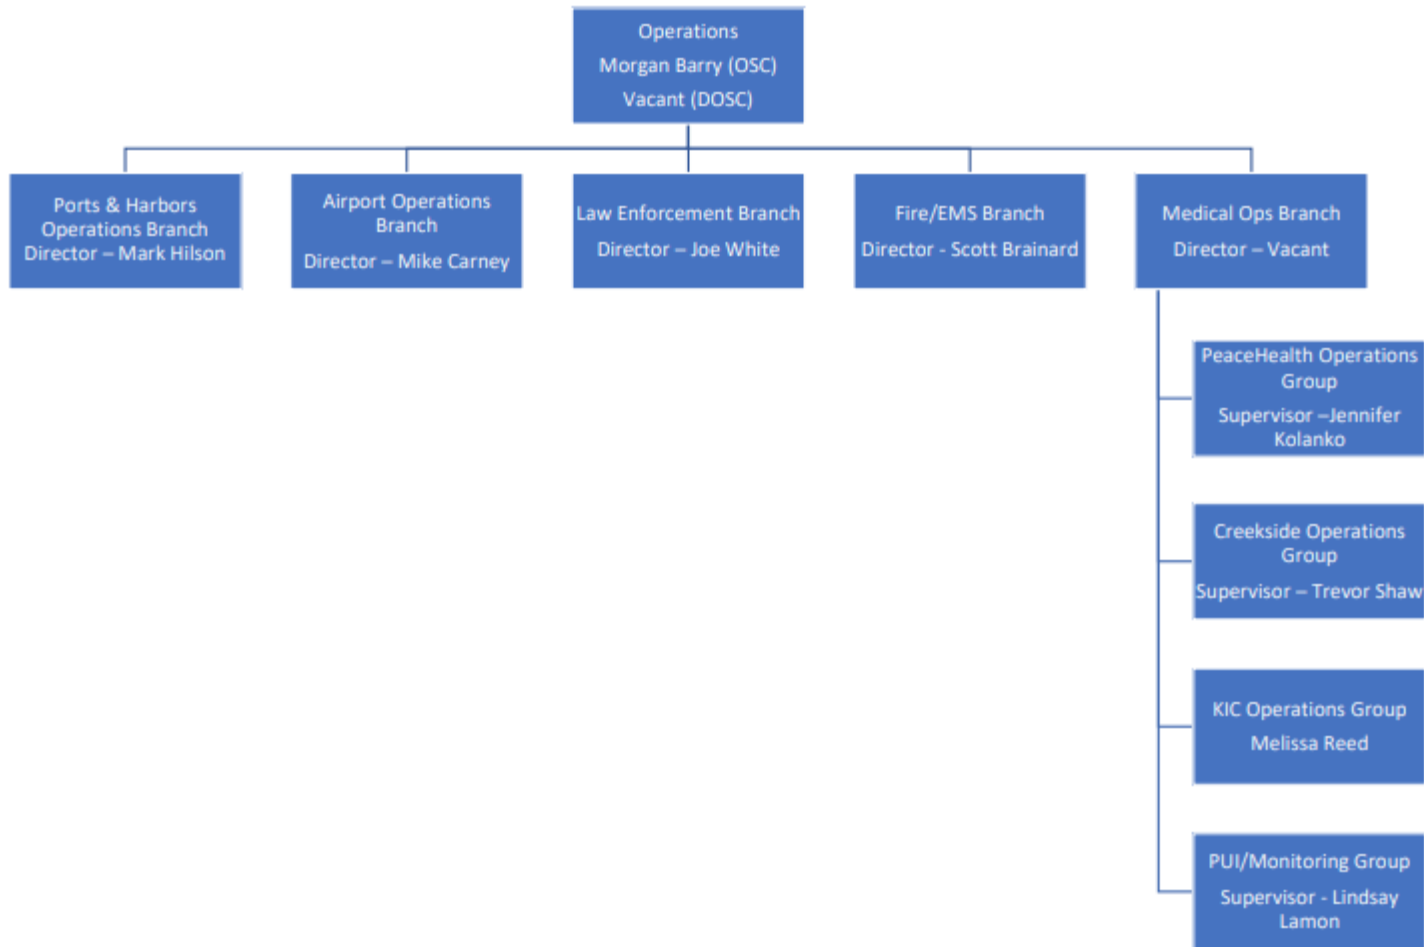 Operations
Morgan Barry (OSC)
Vacant (DOSC)
Ports & Harbors
Operations Branch
Director – Mark Hilson
Airport Operations
Branch
Director – Mike Carney
Law Enforcement Branch
Director – Joe White
Fire/EMS Branch
Director - Scott Brainard
Medical Ops Branch
Director – Vacant
PeaceHealth Operations
Group
Supervisor –Jennifer
Kolanko
Creekside Operations
Group
Supervisor – Trevor Shaw
KIC Operations Group
Melissa Reed
PUI/Monitoring Group
Supervisor - Lindsay
Lamon